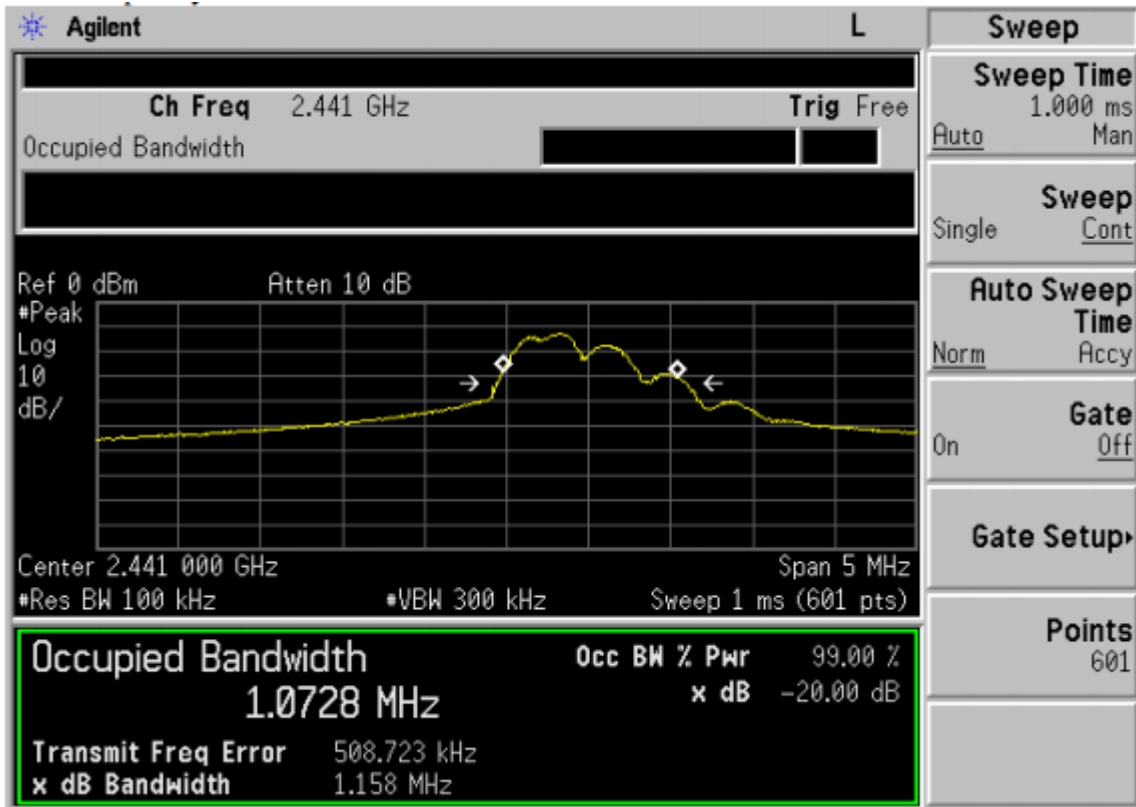 Agilent L
Sweep
Sweep Time
1.000 ms
Auto Man
Ch Freq 2.441 GHz Trig Free
Occupied Bandwidth
Sweep
Single Cont
Ref 0 dBm Atten 10 dB
#Peak
Log
10
dB/
Auto Sweep
Time
Norm Accy
Gate
On Off
Gate Setup
Center 2.441 000 GHz Span 5 MHz
#Res BW 100 kHz #VBW 300 kHz Sweep 1 ms (601 pts)
Points
601
Occupied Bandwidth Occ BW % Pwr 99.00 %
1.0728 MHz x dB -20.00 dB
Transmit Freq Error 508.723 kHz
x dB Bandwidth 1.158 MHz